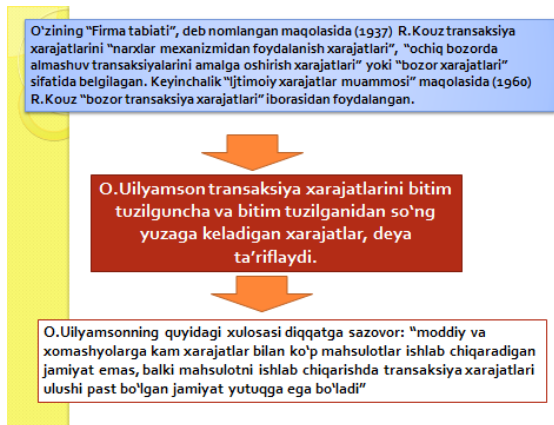 O‘zining “Firma tabiati”, deb nomlangan maqolasida (1937) R.Kouz transaksiya
xarajatlarini “narxlar mexanizmidan foydalanish xarajatlari”, “ochiq bozorda
almashuv transaksiyalarini amalga oshirish xarajatlari” yoki “bozor xarajatlari”
sifatida belgilagan. Keyinchalik “Ijtimoiy xarajatlar muammosi” maqolasida (1960)
R.Kouz “bozor transaksiya xarajatlari” iborasidan foydalangan.
O.Uilyamson transaksiya xarajatlarini bitim
tuzilguncha va bitim tuzilganidan so‘ng
yuzaga keladigan xarajatlar, deya
ta’riflaydi.
O.Uilyamsonning quyidagi xulosasi diqqatga sazovor: “moddiy va
xomashyolarga kam xarajatlar bilan ko‘p mahsulotlar ishlab chiqaradigan
jamiyat emas, balki mahsulotni ishlab chiqarishda transaksiya xarajatlari
ulushi past bo‘lgan jamiyat yutuqga ega bo‘ladi”